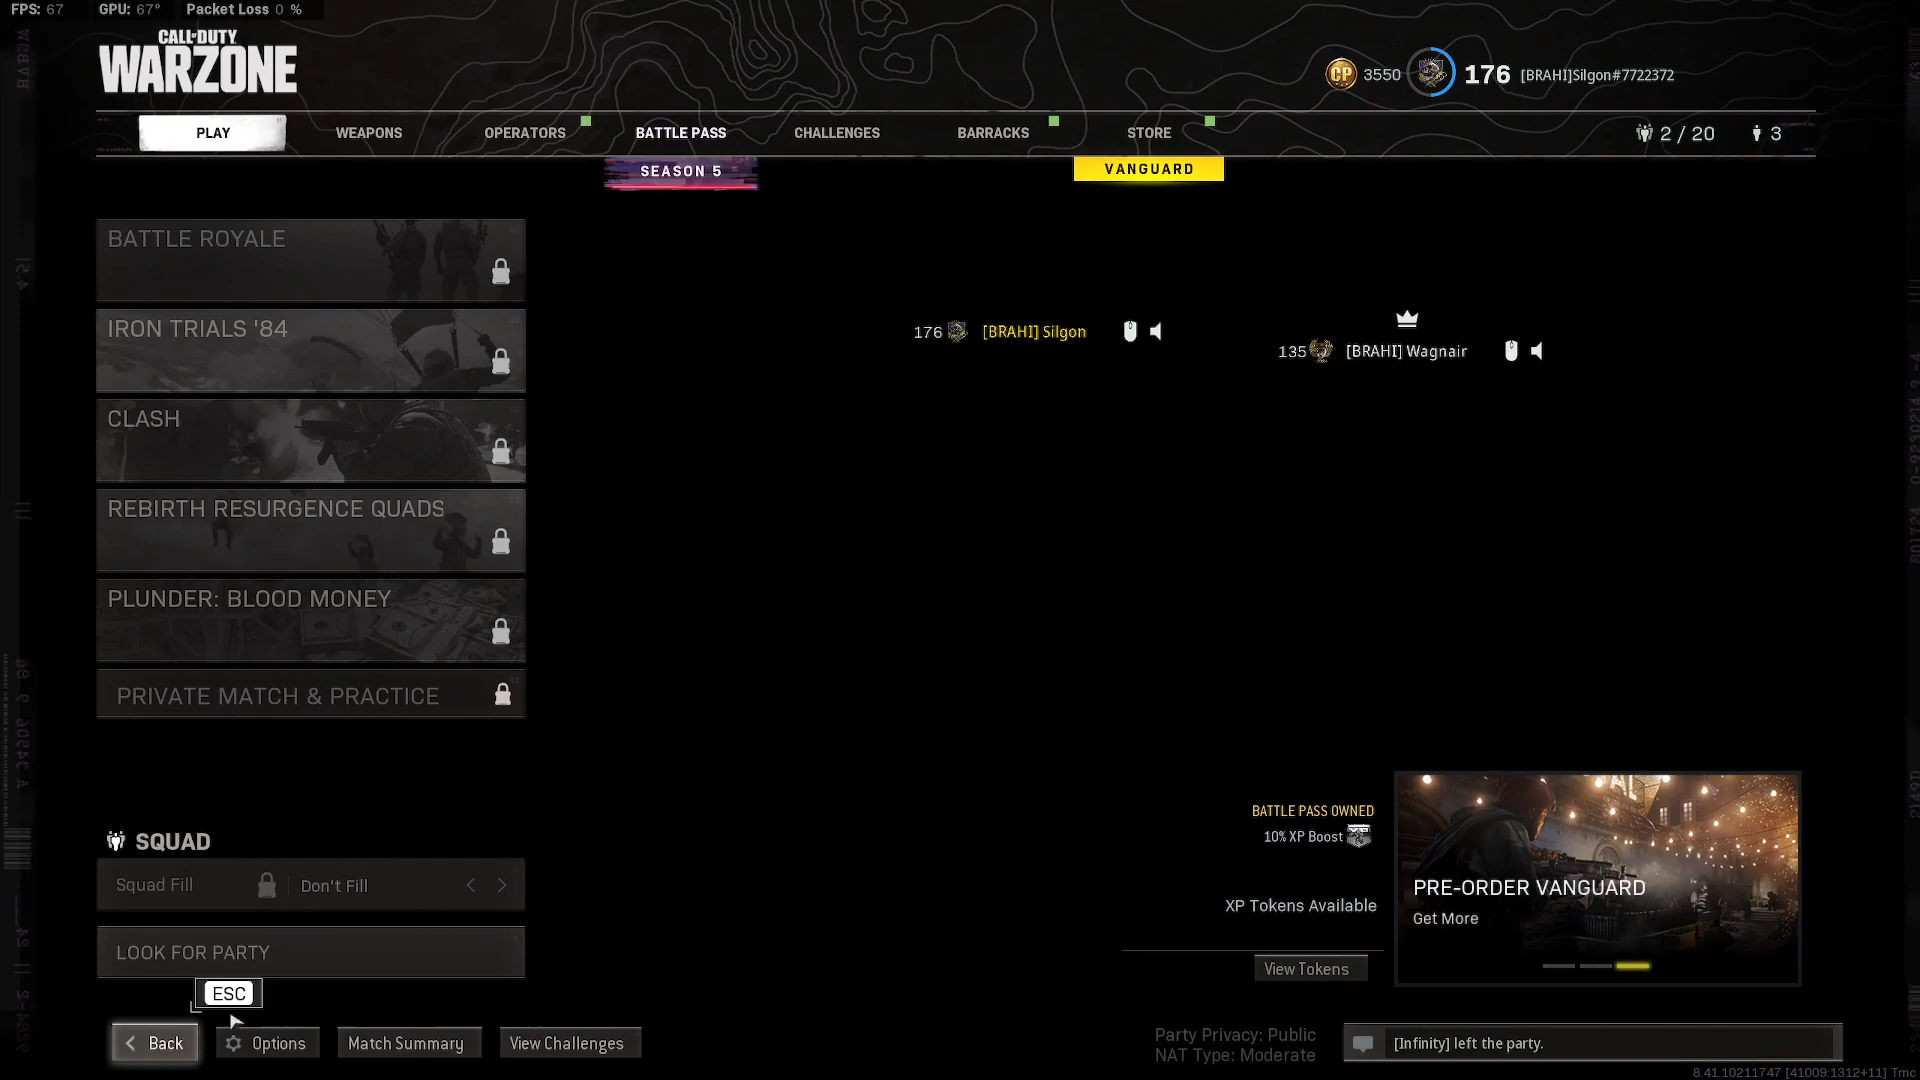 FPS: 67 GPU: 67° Packet Loss 0 %
CALL OF DUTY
WARZONE
CP 3550 176 [BRAHI]Silgon#7722372
PLAY WEAPONS OPERATORS BATTLE PASS CHALLENGES BARRACKS STORE 2 / 20 3
SEASON 5 VANGUARD
BATTLE ROYALE
IRON TRIALS '84
CLASH
REBIRTH RESURGENCE QUADS
PLUNDER: BLOOD MONEY
PRIVATE MATCH & PRACTICE
176 [BRAHI] Silgon
135 [BRAHI] Wagnair
SQUAD
Squad Fill Don't Fill
LOOK FOR PARTY
ESC
Back Options Match Summary View Challenges
BATTLE PASS OWNED
10% XP Boost
XP Tokens Available
View Tokens
PRE-ORDER VANGUARD
Get More
Party Privacy: Public
NAT Type: Moderate
[Infinity] left the party.
8.41.10211747 [41009:1312+11] Tmc